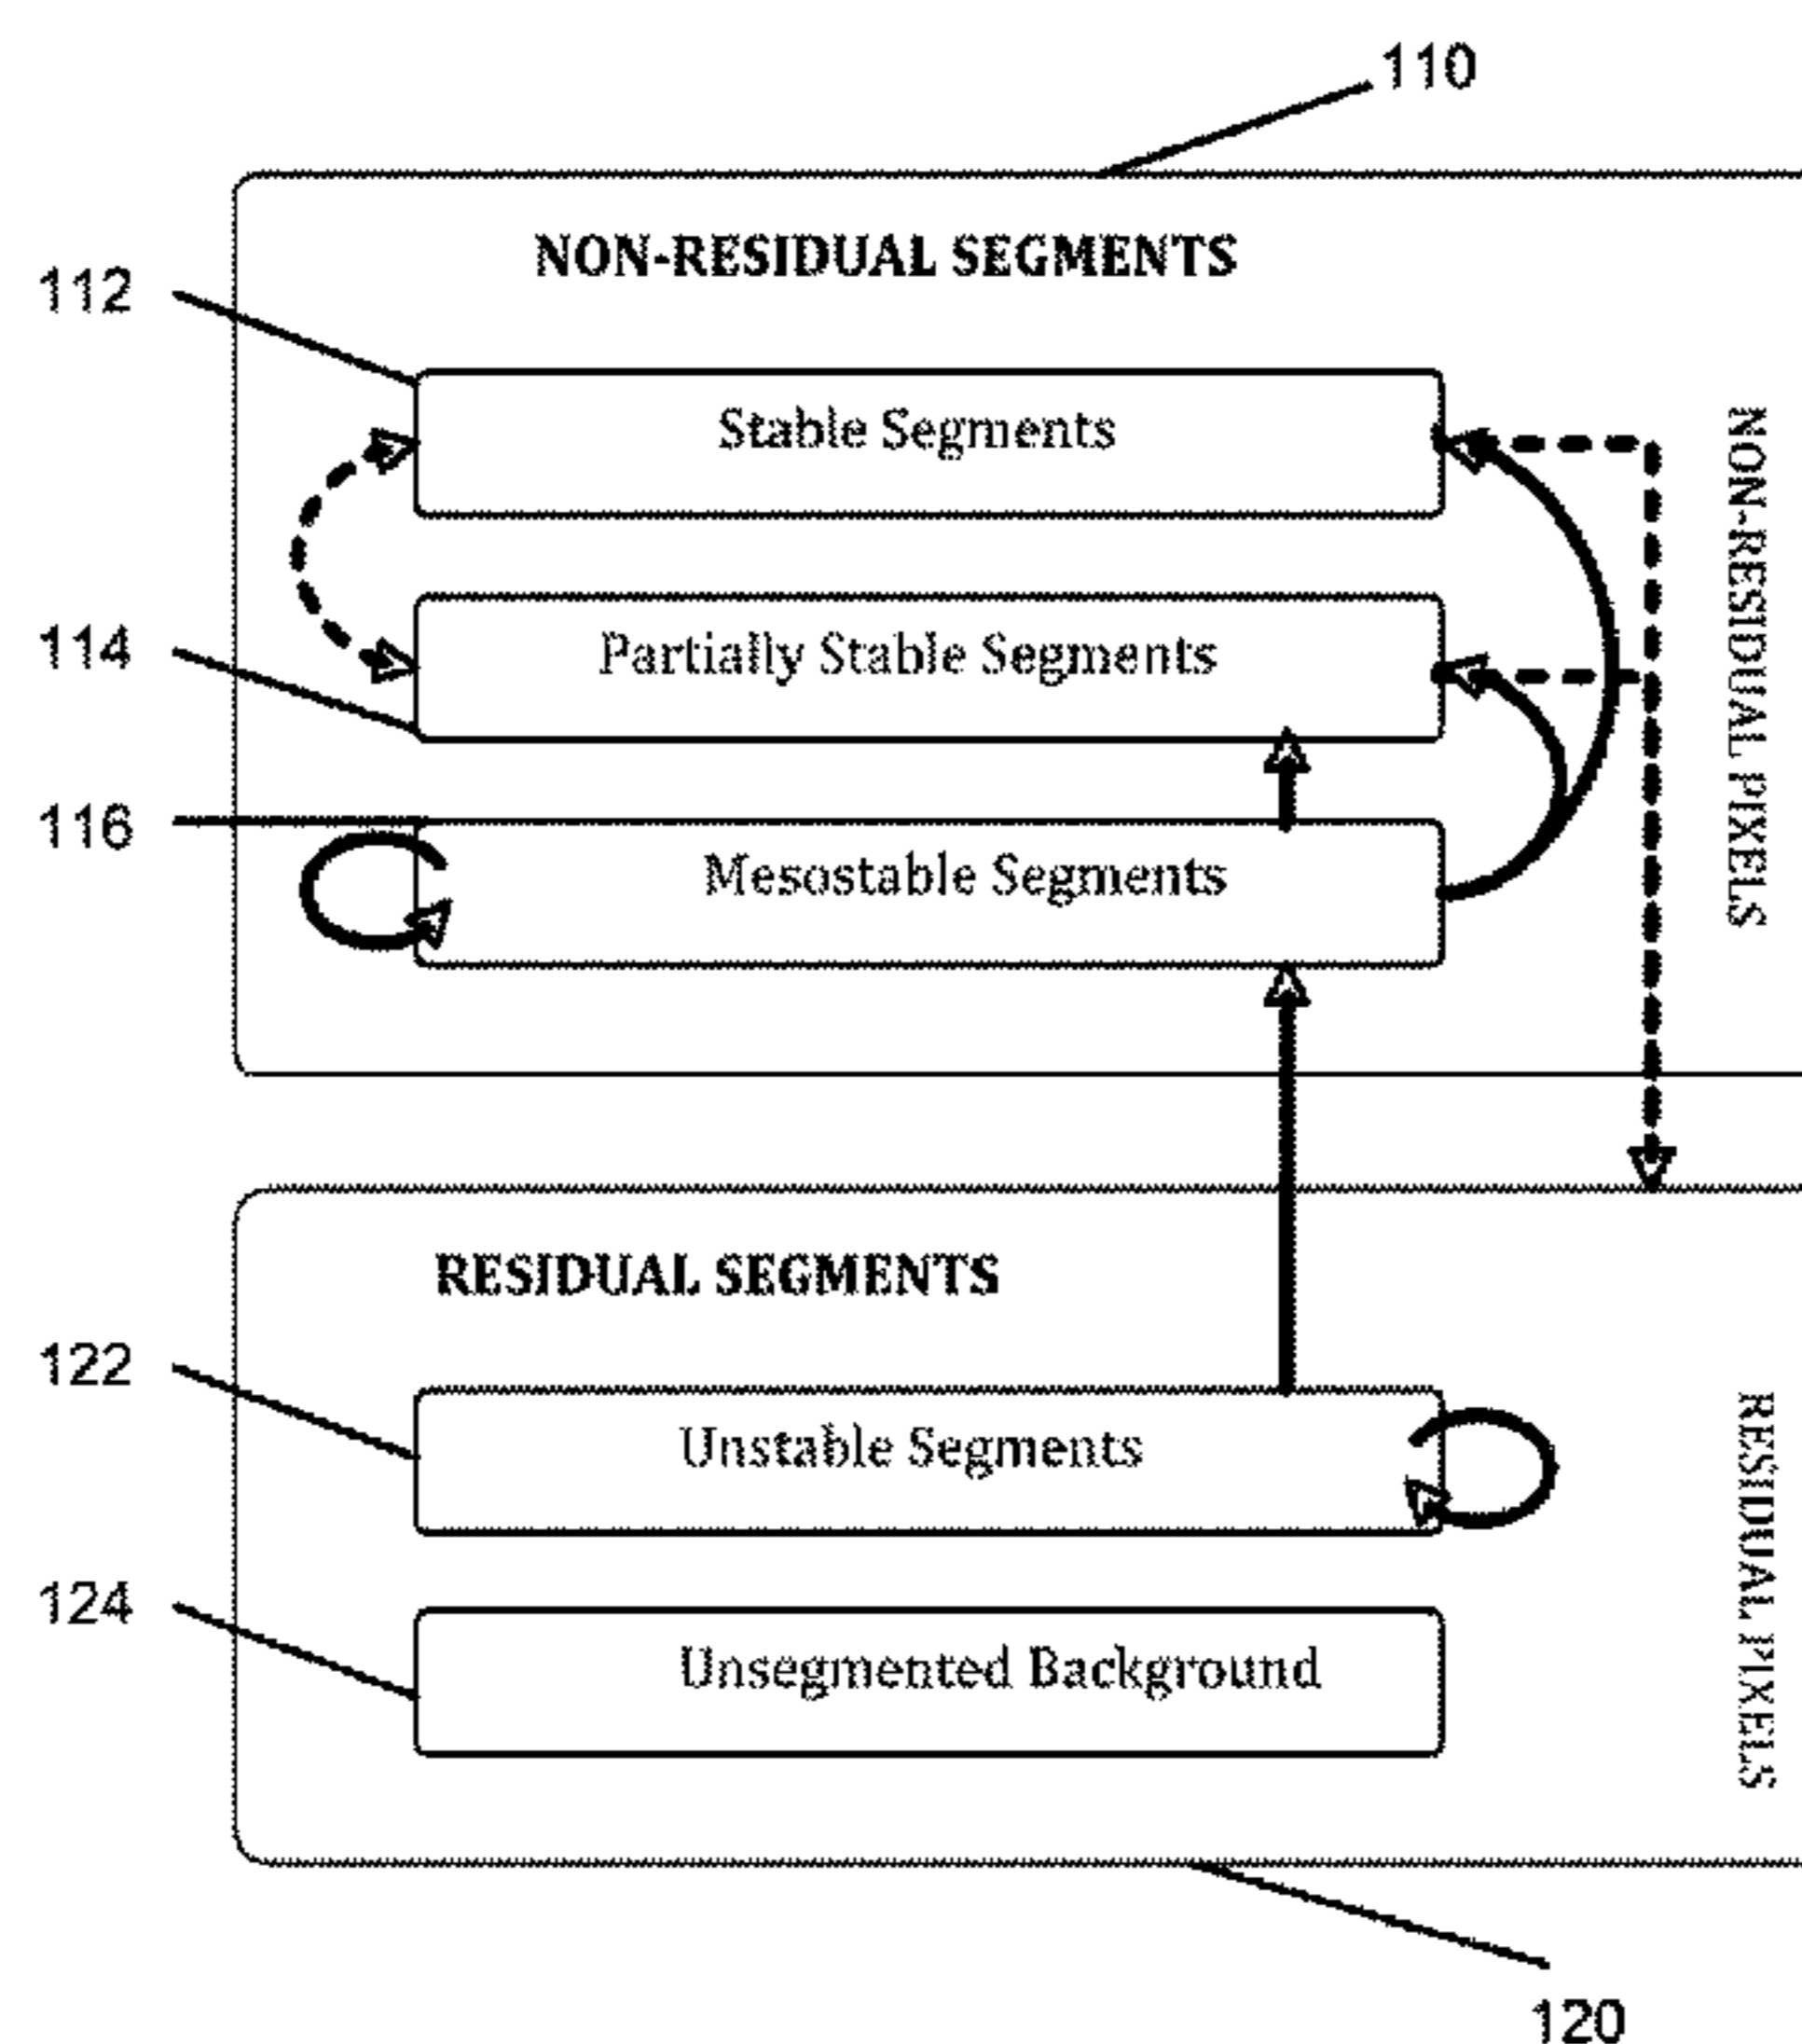 110
NON-RESIDUAL SEGMENTS
112
Stable Segments
NON-RESIDUAL PIXELS
114
Partially Stable Segments
116
Mesostable Segments
RESIDUAL SEGMENTS
122
Unstable Segments
RESIDUAL PIXELS
124
Unsegmented Background
120